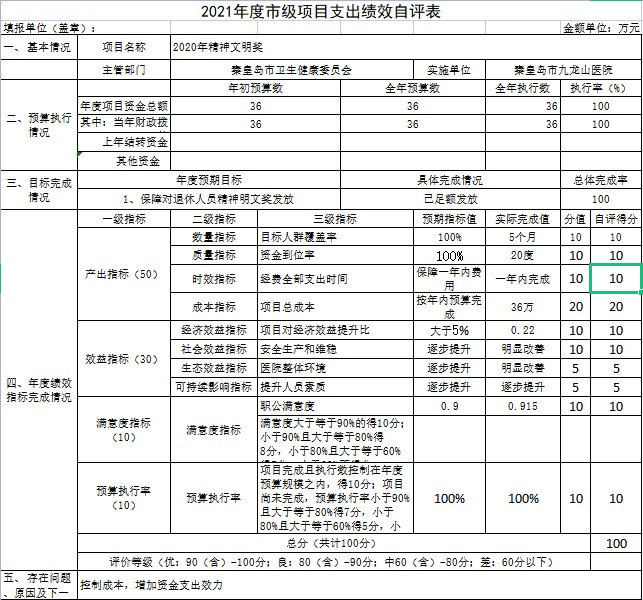 2021年度市级项目支出绩效自评表
填报单位（盖章）： 金额单位：万元
一、基本情况 项目名称 2020年精神文明奖
主管部门 秦皇岛市卫生健康委员会 实施单位 秦皇岛市九龙山医院
二、预算执行情况 年初预算数 全年预算数 全年执行数 执行率（%）
年度项目资金总额 36 36 36 100
其中：当年财政拨 36 36 36 100
上年结转资金
其他资金
三、目标完成情况 年度预期目标 具体完成情况 总体完成率
1、保障对退休人员精神明文奖发放 已足额发放 100
四、年度绩效指标完成情况 一级指标 二级指标 三级指标 预期指标值 实际完成值 分值 自评得分
产出指标（50） 数量指标 目标人群覆盖率 100% 5个月 10 10
质量指标 资金到位率 100% 20度 10 10
时效指标 经费全部支出时间 保障一年内费用 一年内完成 10 10
成本指标 项目总成本 按年内预算完成 36万 20 20
效益指标（30） 经济效益指标 项目对经济效益提升比 大于5% 0.22 10 10
社会效益指标 安全生产和维稳 逐步提升 明显改善 10 10
生态效益指标 医院整体环境 逐步提升 明显改善 5 5
可持续影响指标 提升人员素质 逐步提升 逐步提升 5 5
满意度指标（10） 满意度指标 职公满意度 0.9 0.915 10 10
满意度大于等于90%的得10分；
小于90%且大于等于80%得
8分，小于80%且大于等于60%
预算执行率（10） 预算执行率 项目完成且执行数控制在年度
预算规模之内，得10分；项目
尚未完成，预算执行率小于90%
且大于等于80%得7分，小于
80%且大于等于60%得5分，小
100% 100% 10 10
总分（共计100分） 100
评价等级（优：90（含）-100分；良：80（含）-90分；中60（含）-80分；差：60分以下）
五、存在问题、原因及下一 控制成本，增加资金支出效力